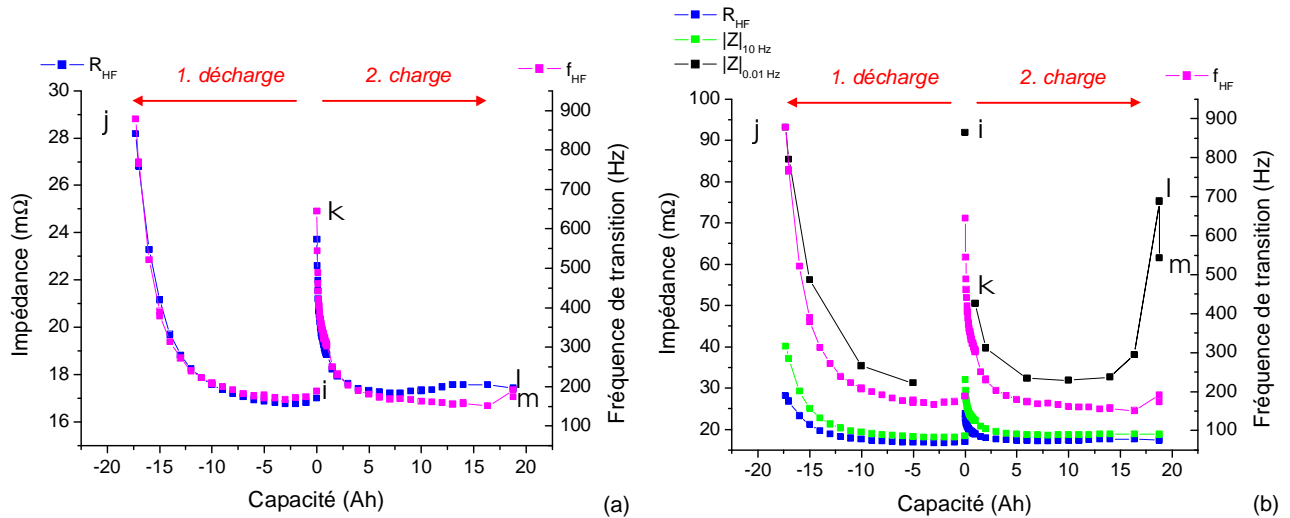 R_HF
1. décharge
2. charge
f_HF
30
28
26
24
22
20
18
16
Impédance (mΩ)
900
800
700
600
500
400
300
200
100
Fréquence de transition (Hz)
j
k
i
l
m
-20 -15 -10 -5 0 5 10 15 20
Capacité (Ah)
(a)
R_HF
|Z|_10 Hz
|Z|_0.01 Hz
1. décharge
2. charge
f_HF
100
90
80
70
60
50
40
30
20
Impédance (mΩ)
900
800
700
600
500
400
300
200
100
Fréquence de transition (Hz)
j
i
k
l
m
-20 -15 -10 -5 0 5 10 15 20
Capacité (Ah)
(b)